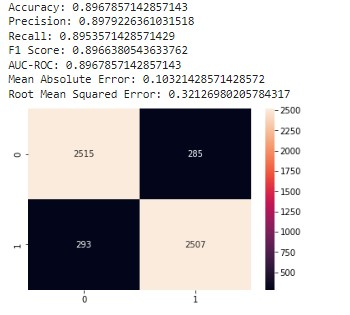 Accuracy: 0.8967857142857143
Precision: 0.8979226361031518
Recall: 0.8953571428571429
F1 Score: 0.8966380543633762
AUC-ROC: 0.8967857142857143
Mean Absolute Error: 0.10321428571428572
Root Mean Squared Error: 0.32126980205784317
2500
2250
0 2515 285
2000
1750
1500
1250
1000
1 293 2507
750
500
0 1